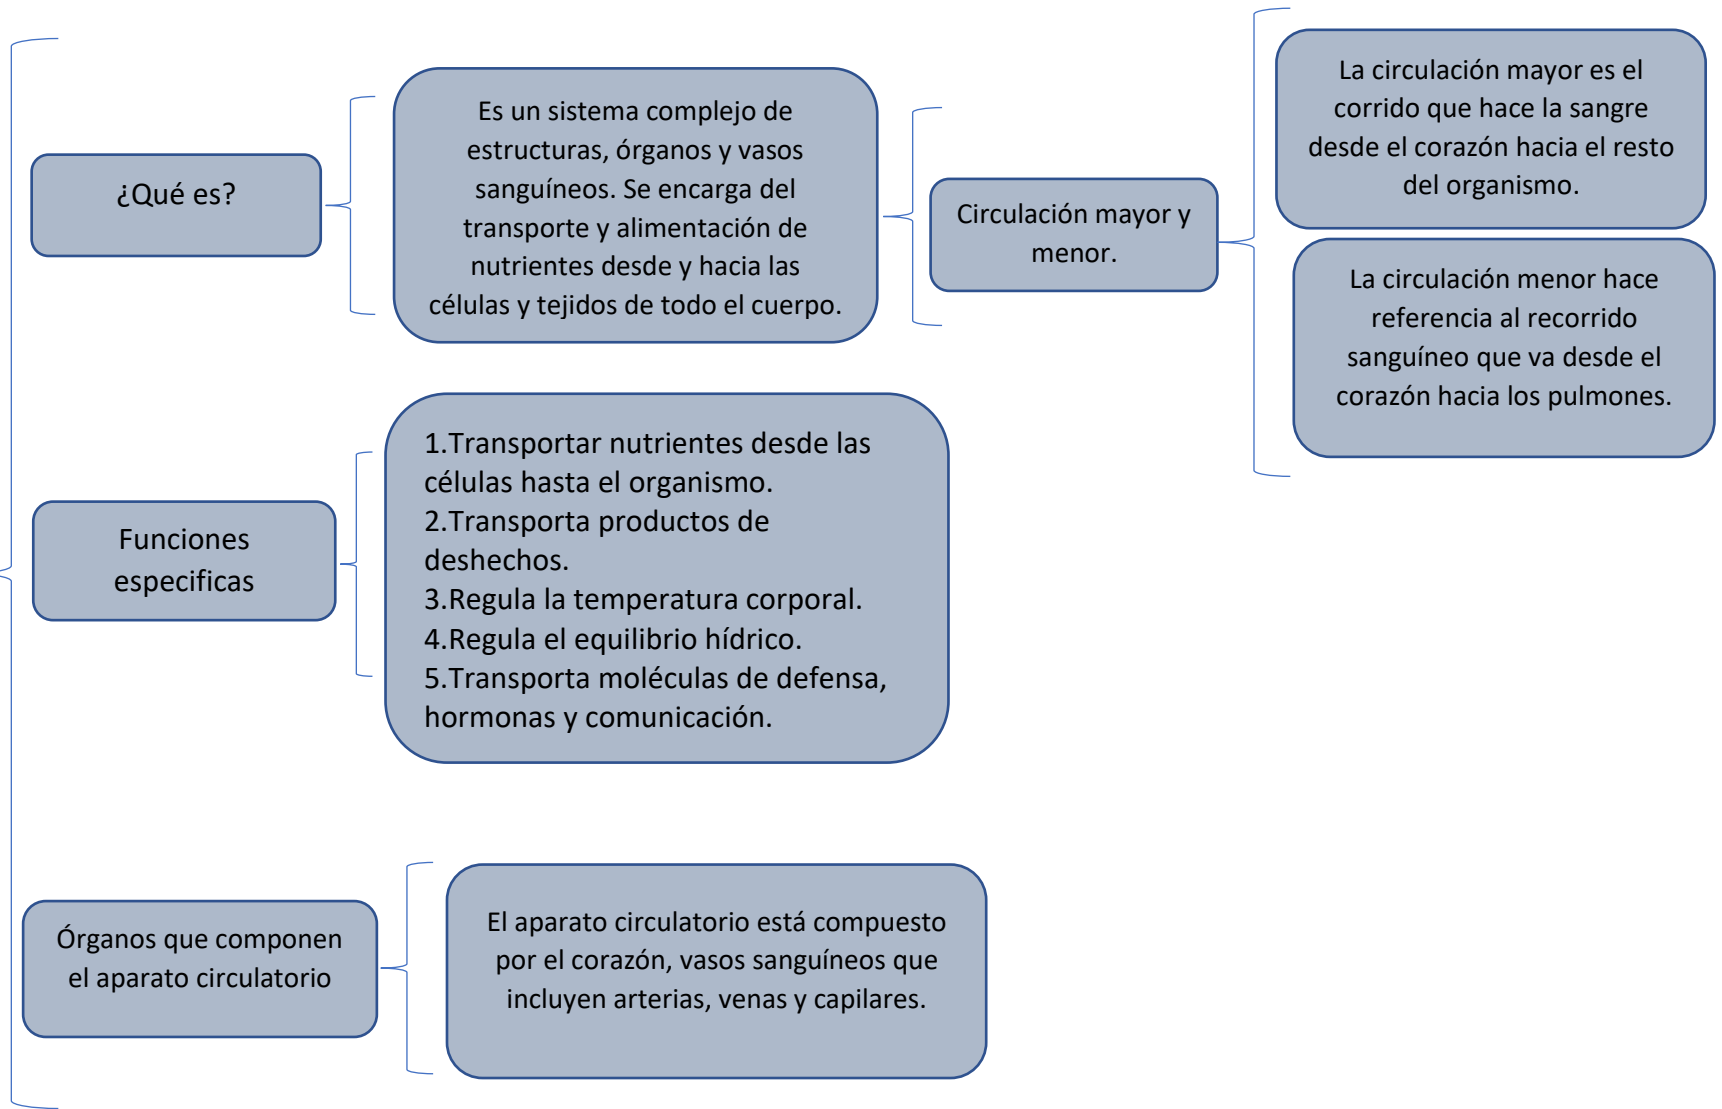 ¿Qué es?
Es un sistema complejo de
estructuras, órganos y vasos
sanguíneos. Se encarga del
transporte y alimentación de
nutrientes desde y hacia las
células y tejidos de todo el cuerpo.
Circulación mayor y
menor.
La circulación mayor es el
corrido que hace la sangre
desde el corazón hacia el resto
del organismo.
La circulación menor hace
referencia al recorrido
sanguíneo que va desde el
corazón hacia los pulmones.
Funciones
especificas
1.Transportar nutrientes desde las
células hasta el organismo.
2.Transporta productos de
deshechos.
3.Regula la temperatura corporal.
4.Regula el equilibrio hídrico.
5.Transporta moléculas de defensa,
hormonas y comunicación.
Órganos que componen
el aparato circulatorio
El aparato circulatorio está compuesto
por el corazón, vasos sanguíneos que
incluyen arterias, venas y capilares.